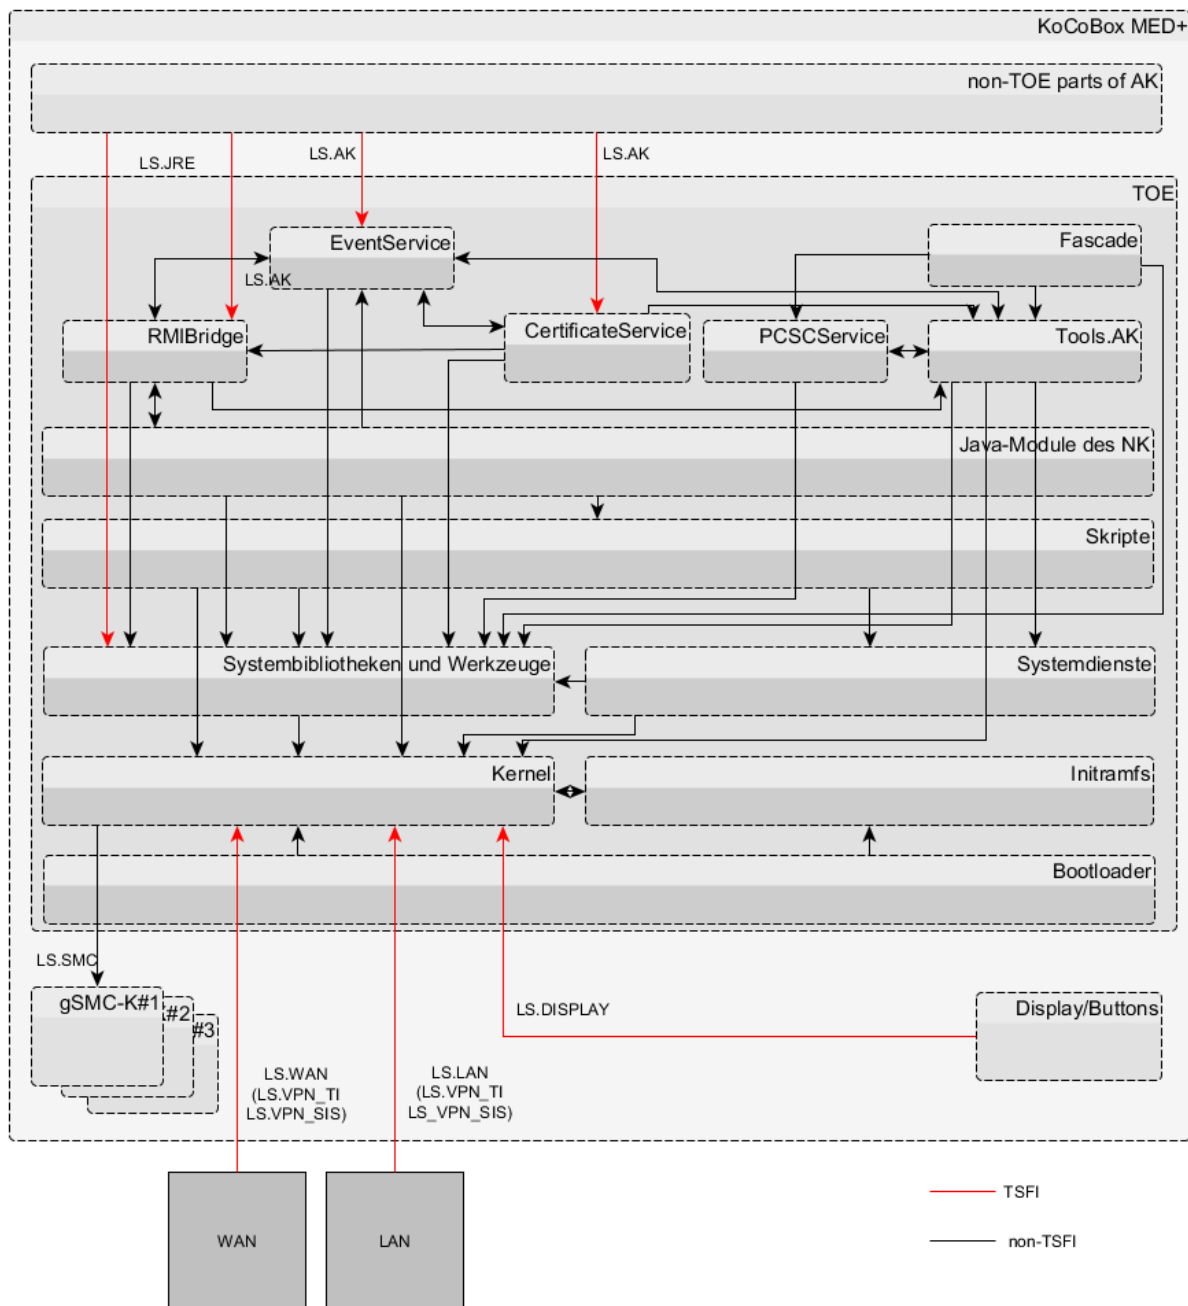 KoCoBox MED+
non-TOE parts of AK
LS.JRE
LS.AK
LS.AK
TOE
EventService
Fascade
LS.AK
RMIBridge
CertificateService
PCSCService
Tools.AK
Java-Module des NK
Skripte
Systembibliotheken und Werkzeuge
Systemdienste
Kernel
Initramfs
Bootloader
LS.SMC
gSMC-K#1
#2
#3
LS.DISPLAY
Display/Buttons
LS.WAN
(LS.VPN_TI
LS.VPN_SIS)
LS.LAN
(LS.VPN_TI
LS_VPN_SIS)
WAN
LAN
TSFI
non-TSFI